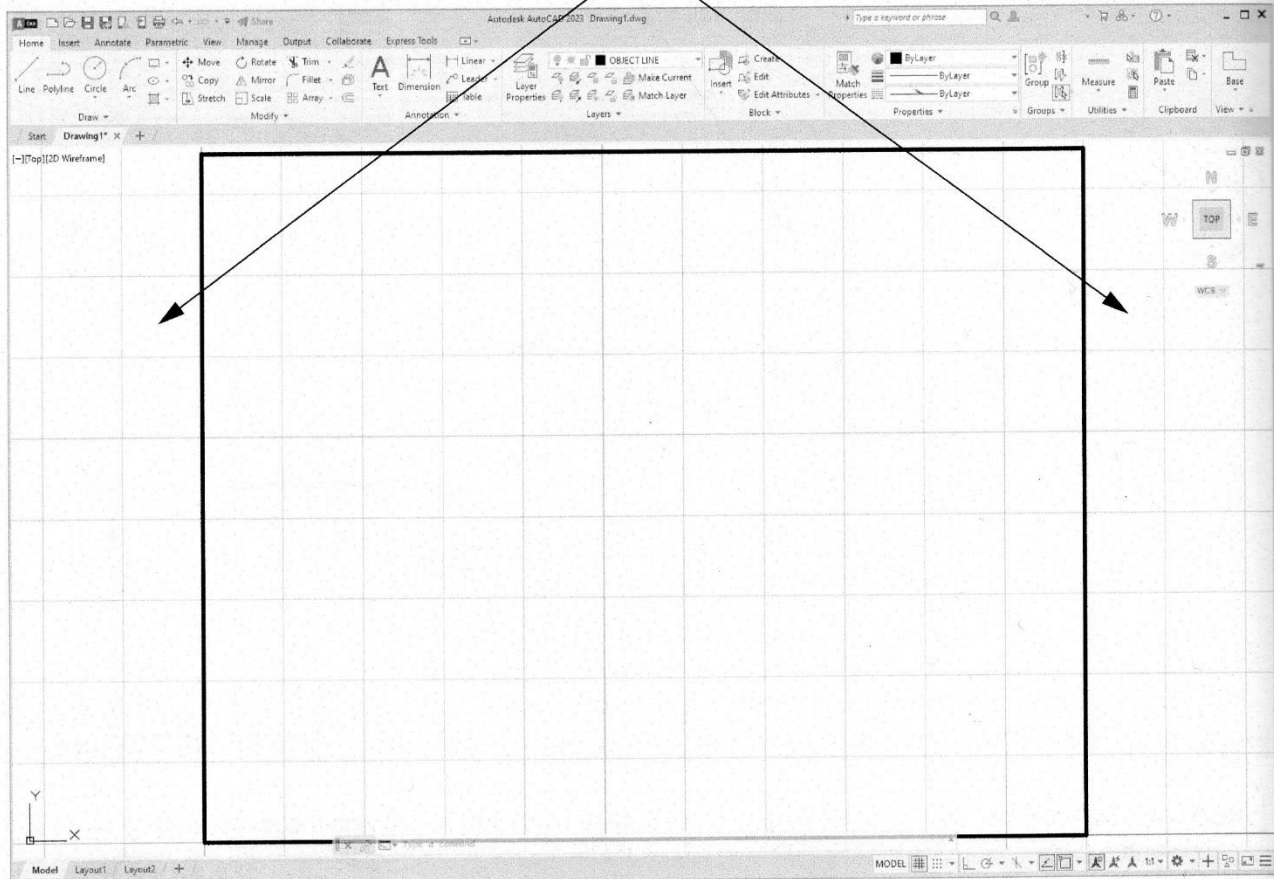 CAD Share Autodesk AutoCAD 2023 Drawing1.dwg Type a keyword or phrase
Home Insert Annotate Parametric View Manage Output Collaborate Express Tools
Line Polyline Circle Arc
Draw
Move Rotate Trim
Copy Mirror Fillet
Stretch Scale Array
Modify
A
Text Dimension
Linear
Leader
Table
Annotation
Layer
Properties
OBJECT LINE
Make Current
Match Layer
Layers
Insert
Create
Edit
Edit Attributes
Block
Match
Properties
ByLayer
ByLayer
ByLayer
Properties
Group
Groups
Measure
Utilities
Paste
Clipboard
Base
View
Start Drawing1* X +
[–][Top][2D Wireframe]
N
W TOP E
S
WCS
Y
X
Type a command
Model Layout1 Layout2 +
MODEL 1:1